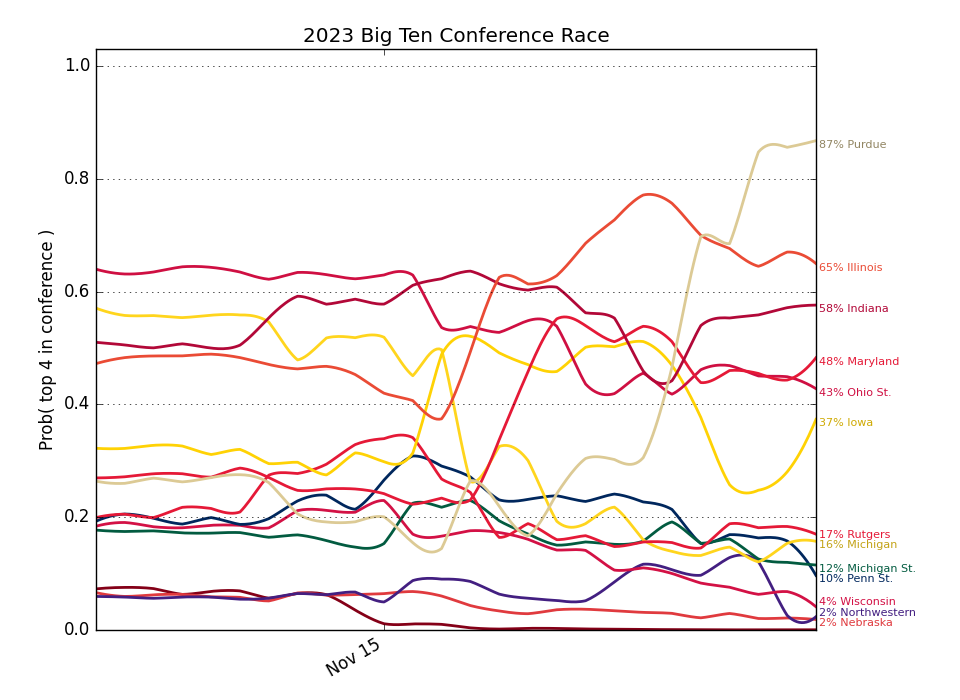 2023 Big Ten Conference Race
Prob( top 4 in conference )
1.0
0.8
0.6
0.4
0.2
0.0
Nov 15
87% Purdue
65% Illinois
58% Indiana
48% Maryland
43% Ohio St.
37% Iowa
17% Rutgers
16% Michigan
12% Michigan St.
10% Penn St.
4% Wisconsin
2% Northwestern
2% Nebraska